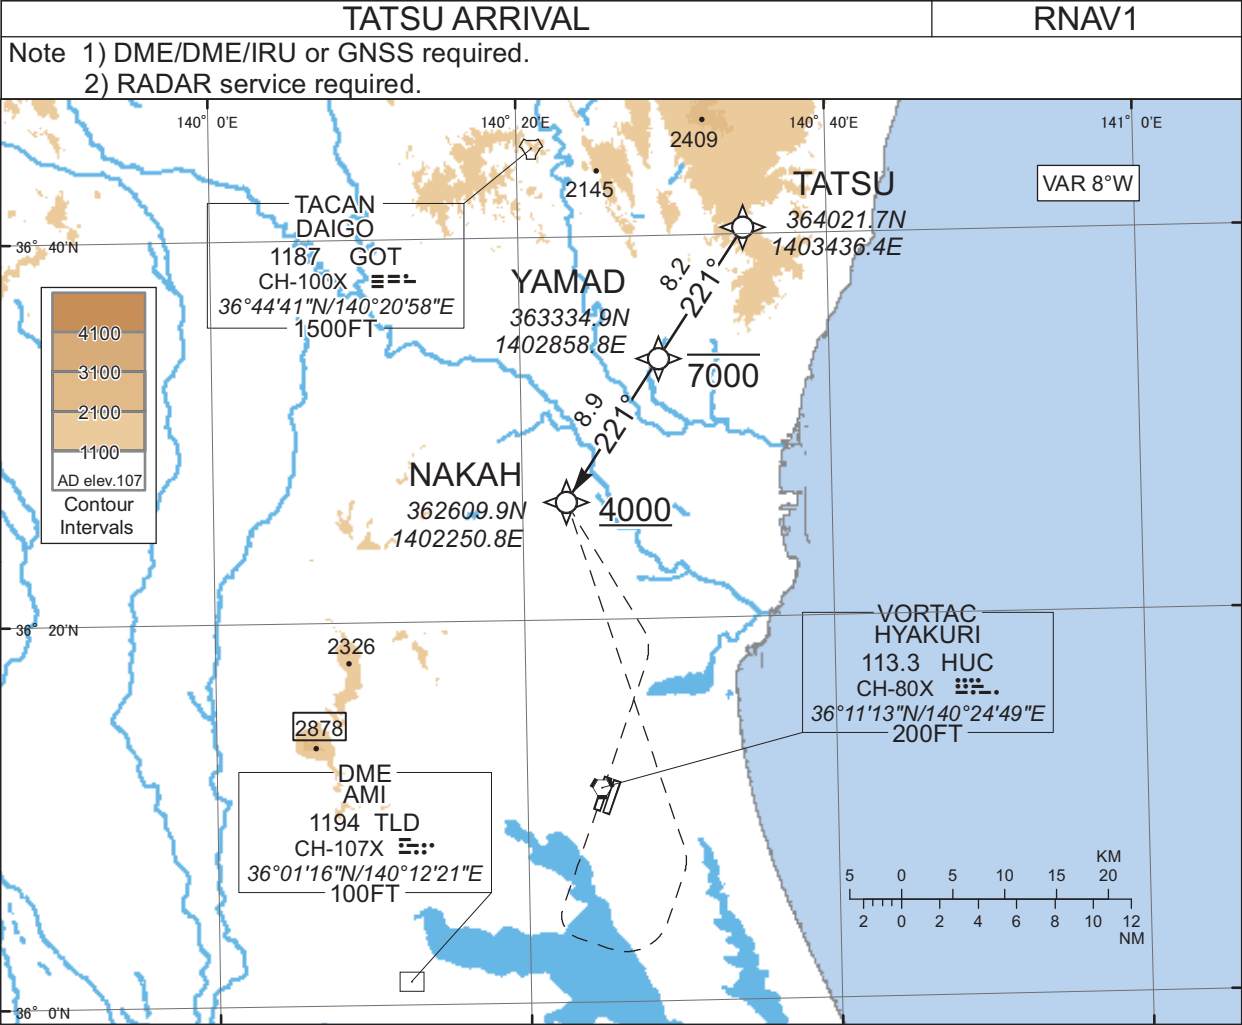 TATSU ARRIVAL
RNAV1
Note 1) DME/DME/IRU or GNSS required.
2) RADAR service required.
140° 0'E
140° 20'E
140° 40'E
141° 0'E
2409
2145
VAR 8°W
TATSU
364021.7N
1403436.4E
TACAN
DAIGO
1187 GOT
CH-100X
36°44'41"N/140°20'58"E
1500FT
36° 40'N
8.2
221°
YAMAD
363334.9N
1402858.8E
7000
4100
3100
2100
1100
AD elev.107
Contour
Intervals
8.9
221°
NAKAH
362609.9N
1402250.8E
4000
36° 20'N
2326
2878
VORTAC
HYAKURI
113.3 HUC
CH-80X
36°11'13"N/140°24'49"E
200FT
DME
AMI
1194 TLD
CH-107X
36°01'16"N/140°12'21"E
100FT
KM
5 0 5 10 15 20
2 0 2 4 6 8 10 12
NM
36° 0'N